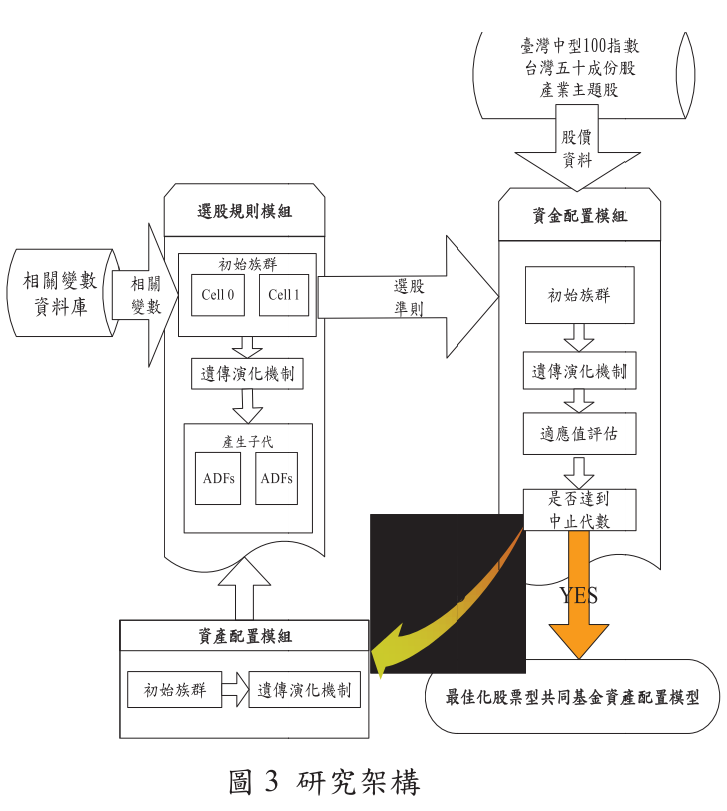 臺灣中型100指數
台灣五十成份股
產業主題股
股價
資料
選股規則模組
資金配置模組
相關變數
資料庫
相關
變數
初始族群
Cell 0
Cell 1
選股
準則
初始族群
遺傳演化機制
遺傳演化機制
產生子代
ADFs
ADFs
適應值評估
是否達到
中止代數
YES
資產配置模組
初始族群
遺傳演化機制
最佳化股票型共同基金資產配置模型
圖 3 研究架構